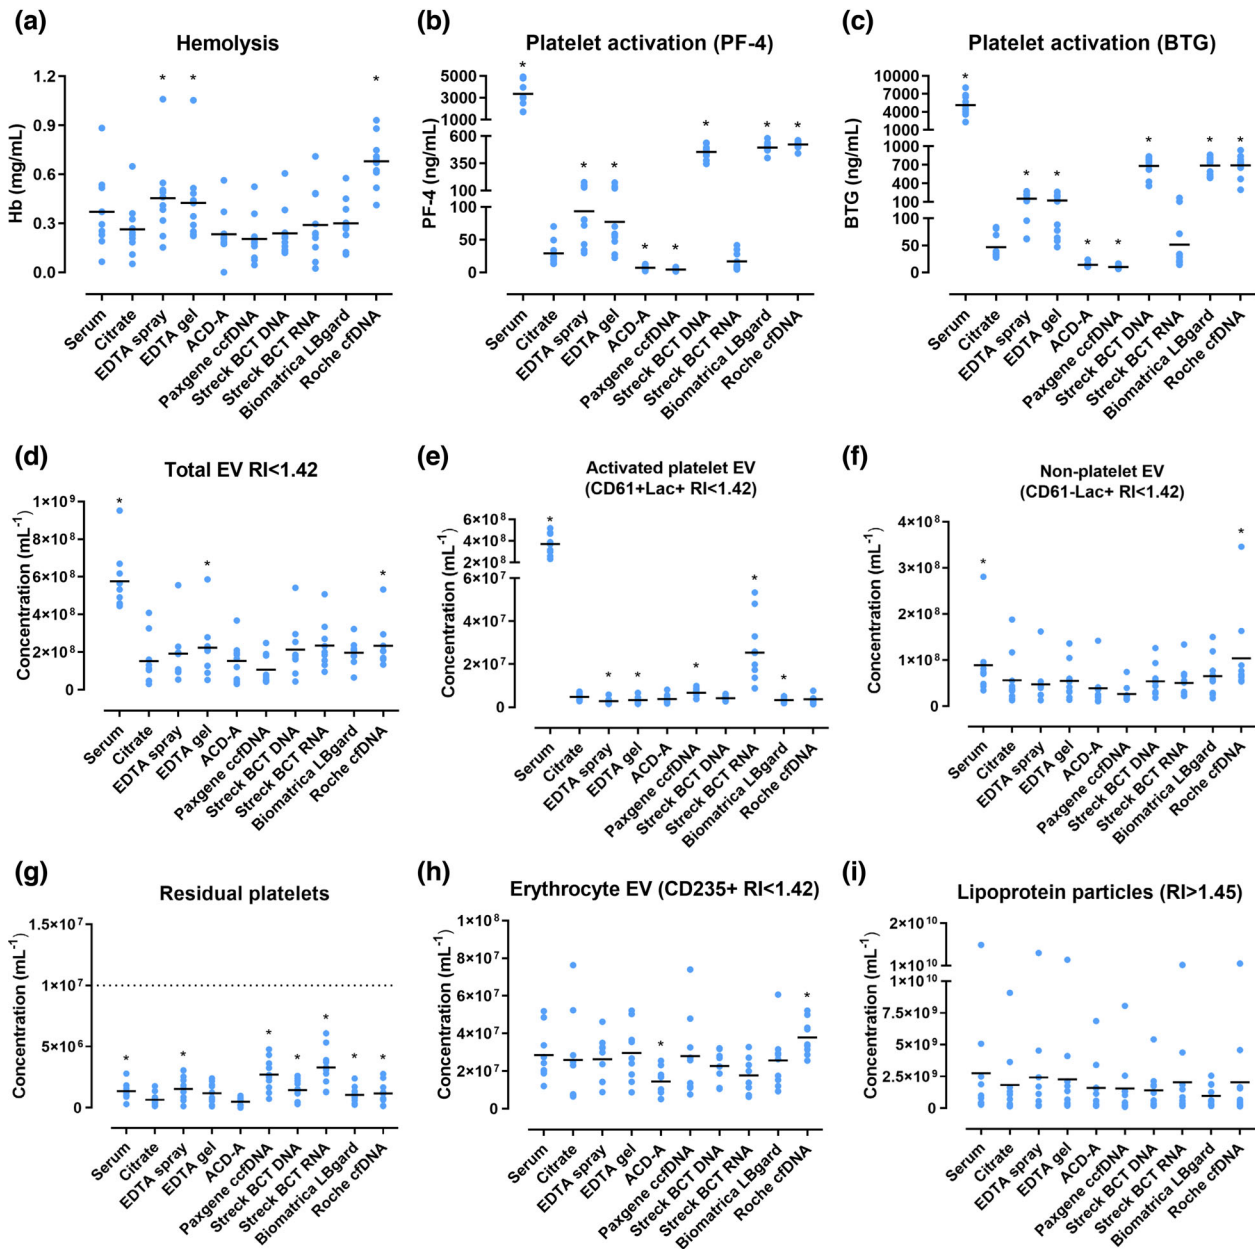 (a)
Hemolysis
Hb (mg/mL)
1.2
0.9
0.6
0.3
0.0
* * *
Serum
Citrate
EDTA spray
EDTA gel
ACD-A
Paxgene ccfDNA
Streck BCT DNA
Streck BCT RNA
Biomatrica LBgard
Roche cfDNA
(b)
Platelet activation (PF-4)
PF-4 (ng/mL)
5000
3000
1000
600
350
100
100
50
0
* * * * * * * *
Serum
Citrate
EDTA spray
EDTA gel
ACD-A
Paxgene ccfDNA
Streck BCT DNA
Streck BCT RNA
Biomatrica LBgard
Roche cfDNA
(c)
Platelet activation (BTG)
BTG (ng/mL)
10000
7000
4000
1000
1000
700
400
100
100
50
0
* * * * * * * *
Serum
Citrate
EDTA spray
EDTA gel
ACD-A
Paxgene ccfDNA
Streck BCT DNA
Streck BCT RNA
Biomatrica LBgard
Roche cfDNA
(d)
Total EV RI<1.42
Concentration (mL⁻¹)
1×10⁹
8×10⁸
6×10⁸
4×10⁸
2×10⁸
0
* * *
Serum
Citrate
EDTA spray
EDTA gel
ACD-A
Paxgene ccfDNA
Streck BCT DNA
Streck BCT RNA
Biomatrica LBgard
Roche cfDNA
(e)
Activated platelet EV
(CD61+Lac+ RI<1.42)
Concentration (mL⁻¹)
6×10⁸
4×10⁸
2×10⁸
6×10⁷
4×10⁷
2×10⁷
0
* * * * * *
Serum
Citrate
EDTA spray
EDTA gel
ACD-A
Paxgene ccfDNA
Streck BCT DNA
Streck BCT RNA
Biomatrica LBgard
Roche cfDNA
(f)
Non-platelet EV
(CD61-Lac+ RI<1.42)
Concentration (mL⁻¹)
4×10⁸
3×10⁸
2×10⁸
1×10⁸
0
* *
Serum
Citrate
EDTA spray
EDTA gel
ACD-A
Paxgene ccfDNA
Streck BCT DNA
Streck BCT RNA
Biomatrica LBgard
Roche cfDNA
(g)
Residual platelets
Concentration (mL⁻¹)
1.5×10⁷
1×10⁷
5×10⁶
0
* * * * * * *
Serum
Citrate
EDTA spray
EDTA gel
ACD-A
Paxgene ccfDNA
Streck BCT DNA
Streck BCT RNA
Biomatrica LBgard
Roche cfDNA
(h)
Erythrocyte EV (CD235+ RI<1.42)
Concentration (mL⁻¹)
1×10⁸
8×10⁷
6×10⁷
4×10⁷
2×10⁷
0
* *
Serum
Citrate
EDTA spray
EDTA gel
ACD-A
Paxgene ccfDNA
Streck BCT DNA
Streck BCT RNA
Biomatrica LBgard
Roche cfDNA
(i)
Lipoprotein particles (RI>1.45)
Concentration (mL⁻¹)
2×10¹⁰
1×10¹⁰
1×10¹⁰
7.5×10⁹
5×10⁹
2.5×10⁹
0
Serum
Citrate
EDTA spray
EDTA gel
ACD-A
Paxgene ccfDNA
Streck BCT DNA
Streck BCT RNA
Biomatrica LBgard
Roche cfDNA